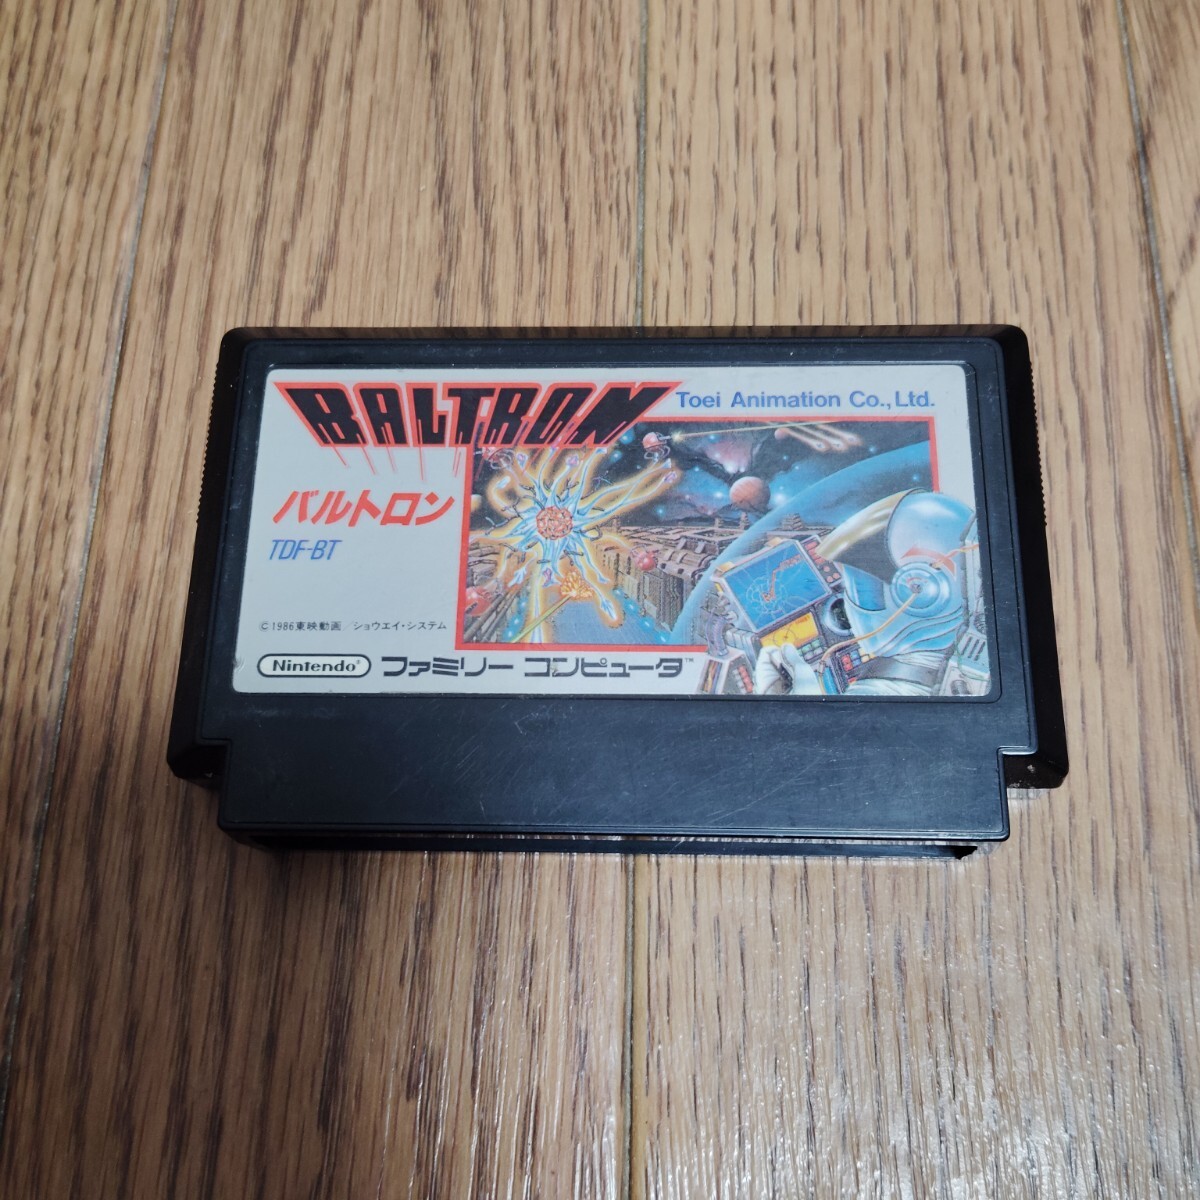 BALTRON
Toei Animation Co., Ltd.
バルトロン
TDF-BT
©1986東映動画/ショウエイ・システム
Nintendo® ファミリー コンピュータ™